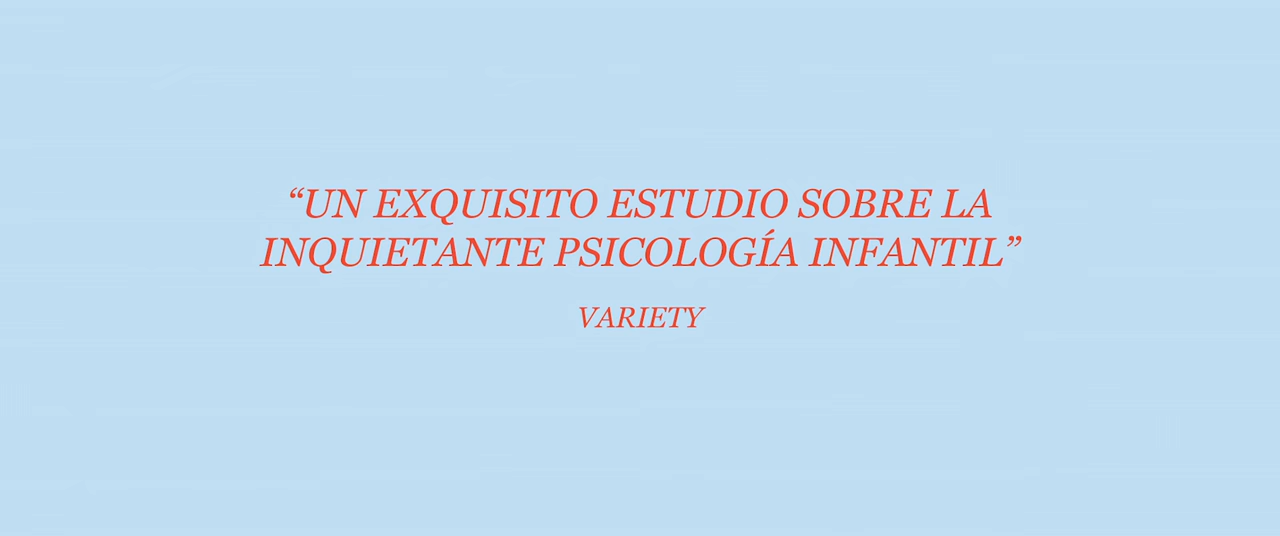 “UN EXQUISITO ESTUDIO SOBRE LA
INQUIETANTE PSICOLOGÍA INFANTIL”
VARIETY